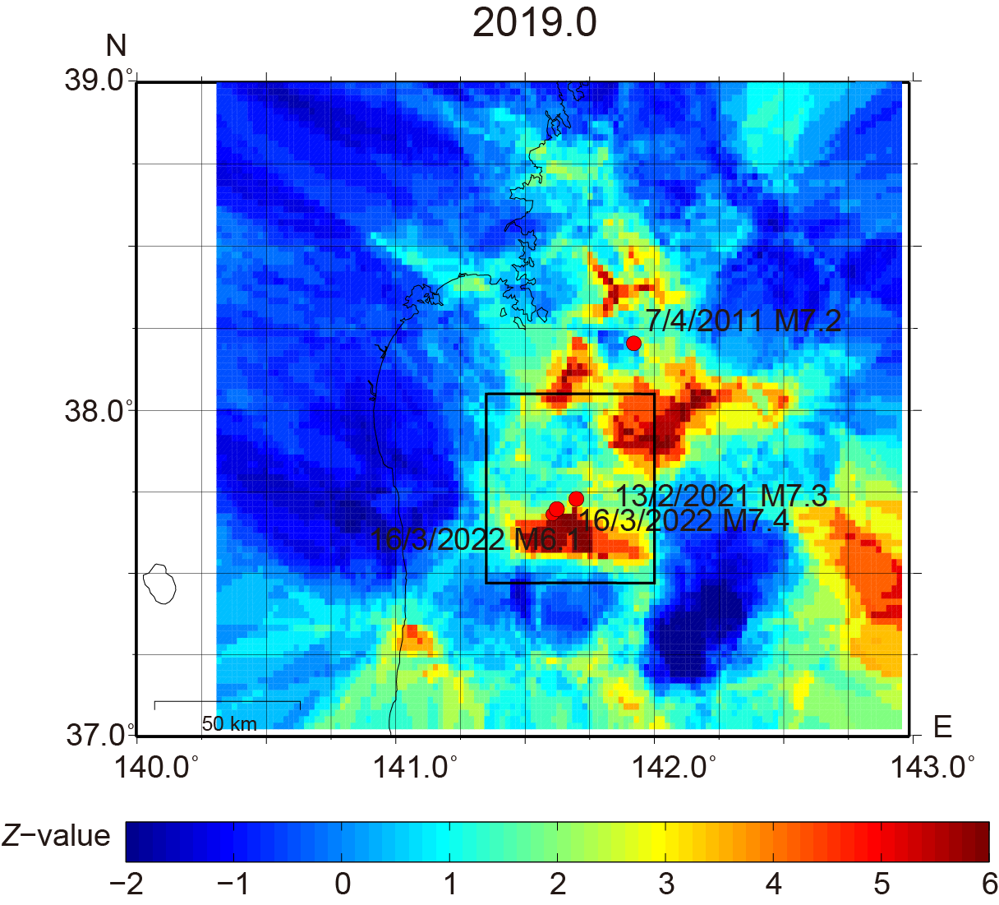 2019.0
N
39.0°
7/4/2011 M7.2
38.0°
13/2/2021 M7.3
16/3/2022 M7.4
16/3/2022 M6.1
50 km
37.0°
E
140.0° 141.0° 142.0° 143.0°
Z−value
−2 −1 0 1 2 3 4 5 6